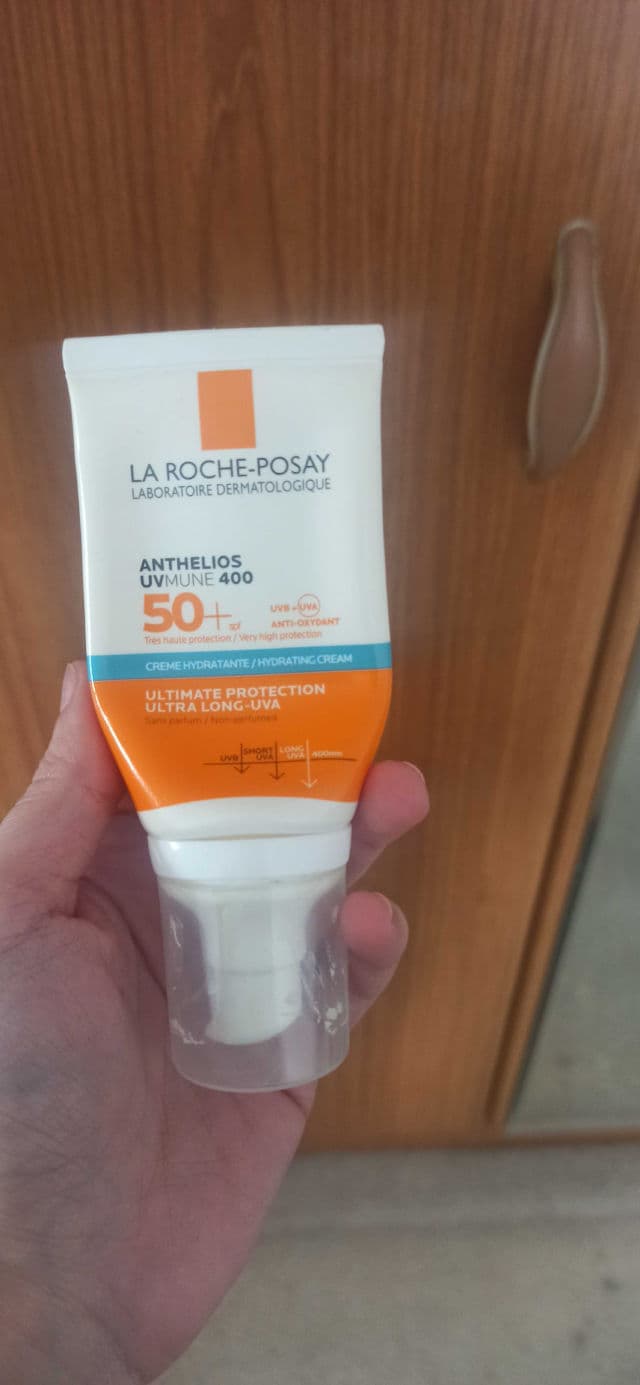 LA ROCHE-POSAY
LABORATOIRE DERMATOLOGIQUE
ANTHELIOS
UVMUNE 400
50+
UVB + UVA
ANTI-OXYDANT
Très haute protection / Very high protection
CREME HYDRATANTE / HYDRATING CREAM
ULTIMATE PROTECTION
ULTRA LONG-UVA
Sans parfum / Non-perfumed
UVB SHORT UVA LONG UVA 400nm